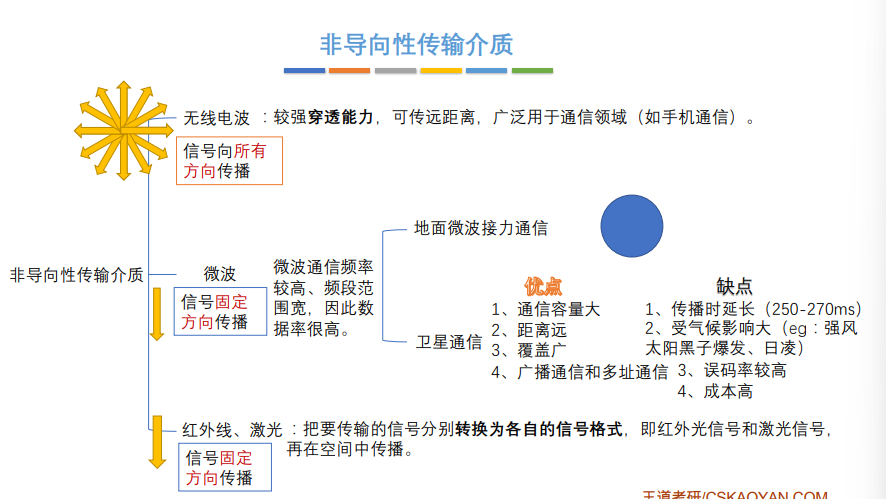 非导向性传输介质
无线电波 ：较强穿透能力，可传远距离，广泛用于通信领域（如手机通信）。
信号向所有
方向传播
地面微波接力通信
非导向性传输介质
微波
信号固定
方向传播
微波通信频率
较高、频段范
围宽，因此数
据率很高。
卫星通信
优点
1、通信容量大
2、距离远
3、覆盖广
4、广播通信和多址通信
缺点
1、传播时延长（250-270ms）
2、受气候影响大（eg：强风
太阳黑子爆发、日凌）
3、误码率较高
4、成本高
红外线、激光 ：把要传输的信号分别转换为各自的信号格式，即红外光信号和激光信号，
再在空间中传播。
信号固定
方向传播
王道考研/CSKAOYAN.COM